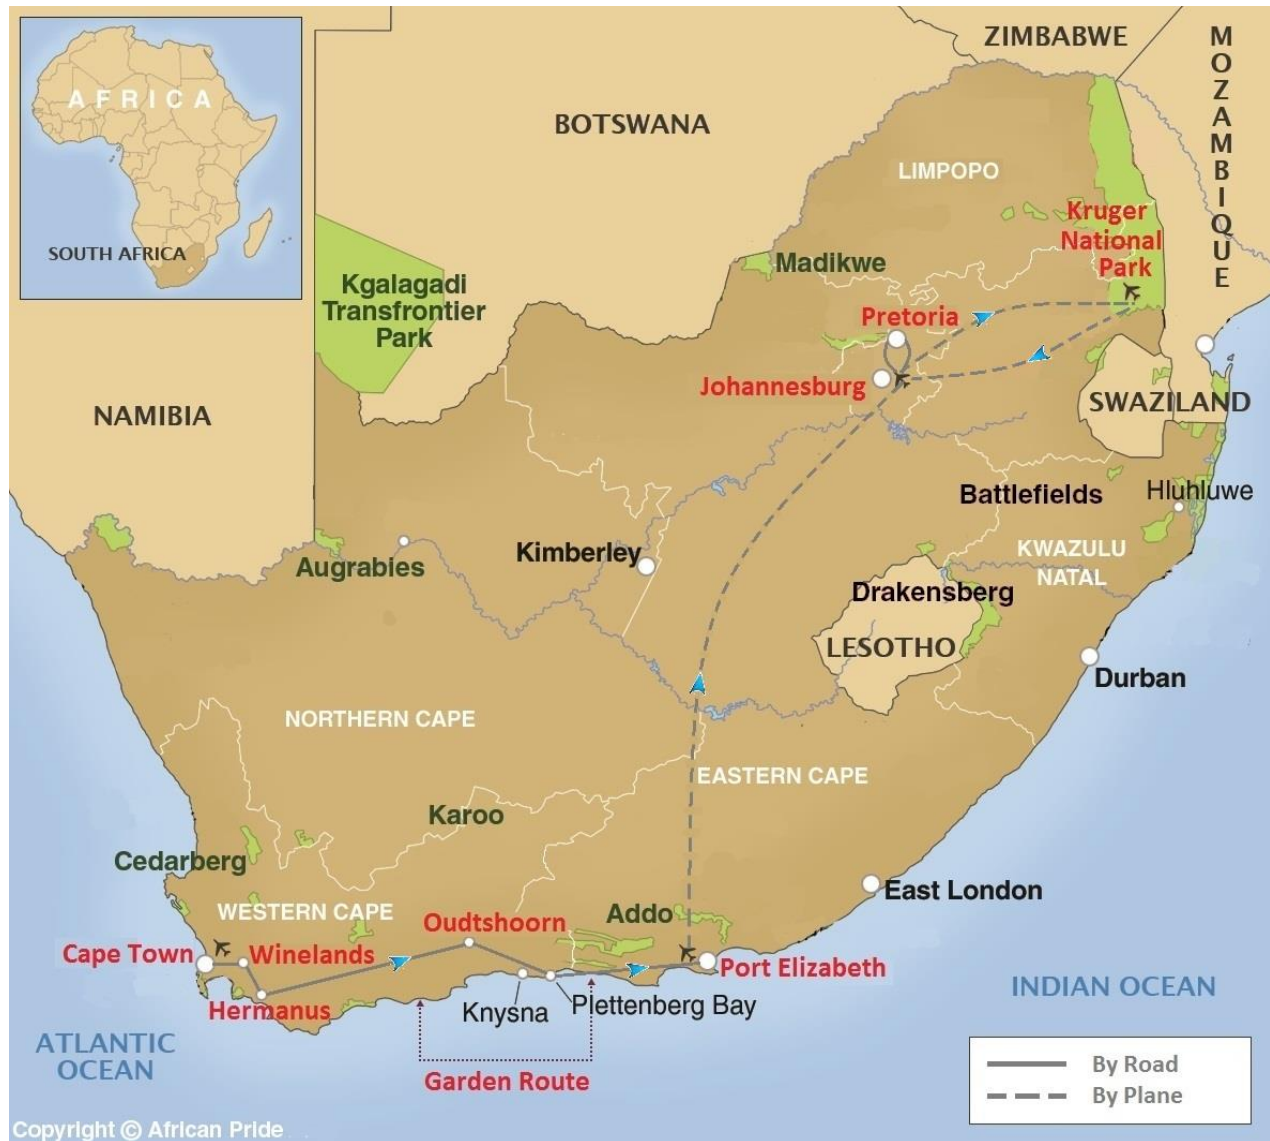 AFRICA
SOUTH AFRICA
ZIMBABWE
MOZAMBIQUE
BOTSWANA
LIMPOPO
Kruger
National
Park
Madikwe
Kgalagadi
Transfrontier
Park
Pretoria
Johannesburg
NAMIBIA
SWAZILAND
Battlefields
Hluhluwe
Kimberley
KWAZULU
NATAL
Augrabies
Drakensberg
LESOTHO
Durban
NORTHERN CAPE
EASTERN CAPE
Karoo
Cedarberg
East London
WESTERN CAPE
Oudtshoorn
Addo
Cape Town
Winelands
Port Elizabeth
Hermanus
Knysna
Plettenberg Bay
INDIAN OCEAN
ATLANTIC
OCEAN
Garden Route
By Road
By Plane
Copyright © African Pride